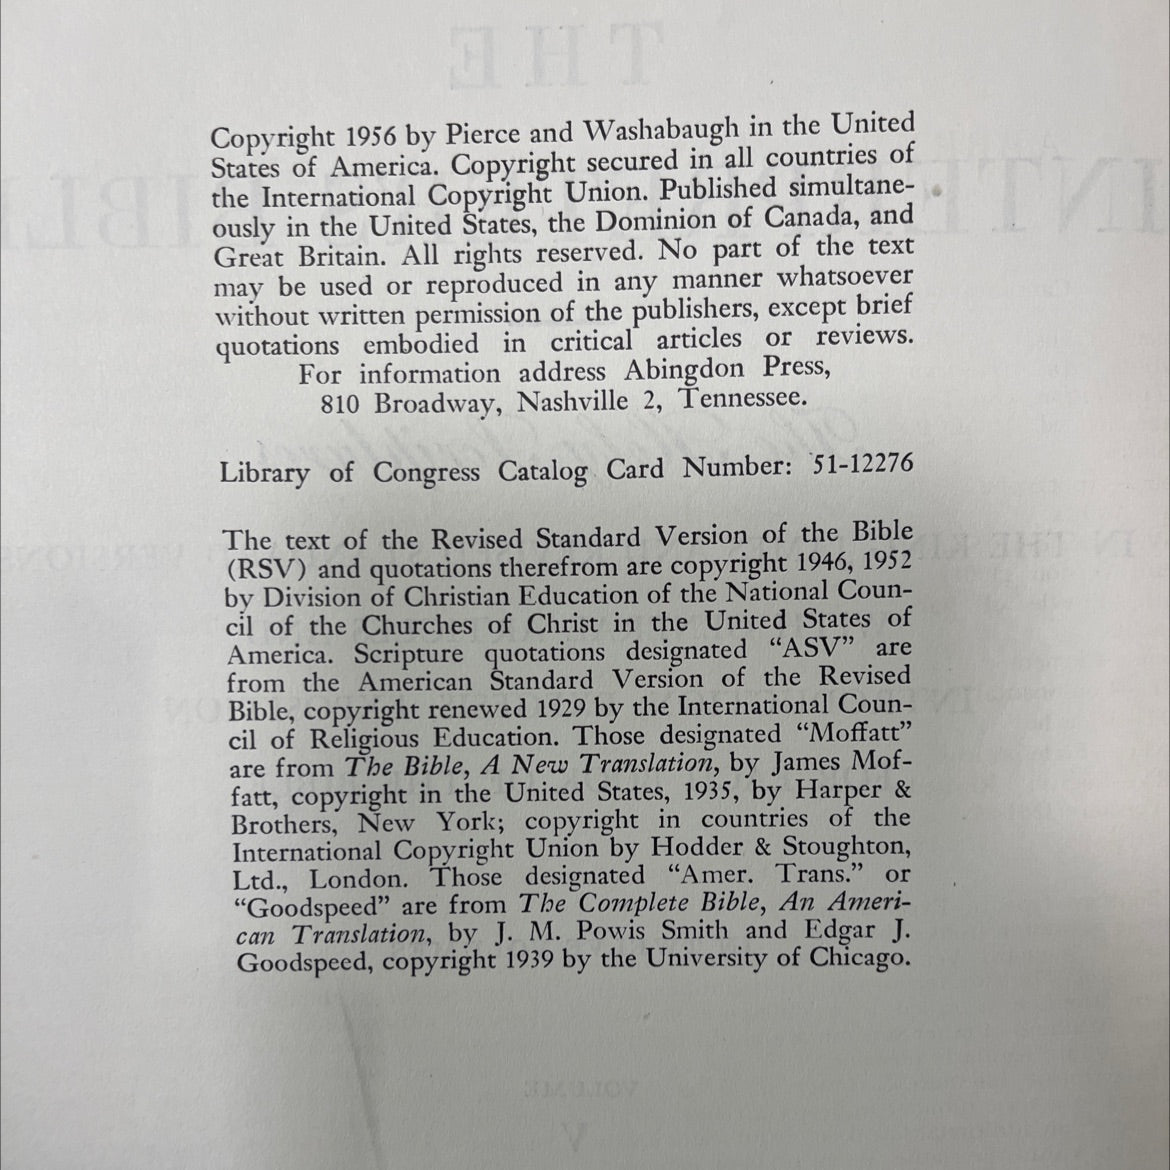 Copyright 1956 by Pierce and Washabaugh in the United
States of America. Copyright secured in all countries of
the International Copyright Union. Published simultane-
ously in the United States, the Dominion of Canada, and
Great Britain. All rights reserved. No part of the text
may be used or reproduced in any manner whatsoever
without written permission of the publishers, except brief
quotations embodied in critical articles or reviews.
For information address Abingdon Press,
810 Broadway, Nashville 2, Tennessee.
Library of Congress Catalog Card Number: 51-12276
The text of the Revised Standard Version of the Bible
(RSV) and quotations therefrom are copyright 1946, 1952
by Division of Christian Education of the National Coun-
cil of the Churches of Christ in the United States of
America. Scripture quotations designated “ASV” are
from the American Standard Version of the Revised
Bible, copyright renewed 1929 by the International Coun-
cil of Religious Education. Those designated “Moffatt”
are from The Bible, A New Translation, by James Mof-
fatt, copyright in the United States, 1935, by Harper &
Brothers, New York; copyright in countries of the
International Copyright Union by Hodder & Stoughton,
Ltd., London. Those designated “Amer. Trans.” or
“Goodspeed” are from The Complete Bible, An Ameri-
can Translation, by J. M. Powis Smith and Edgar J.
Goodspeed, copyright 1939 by the University of Chicago.